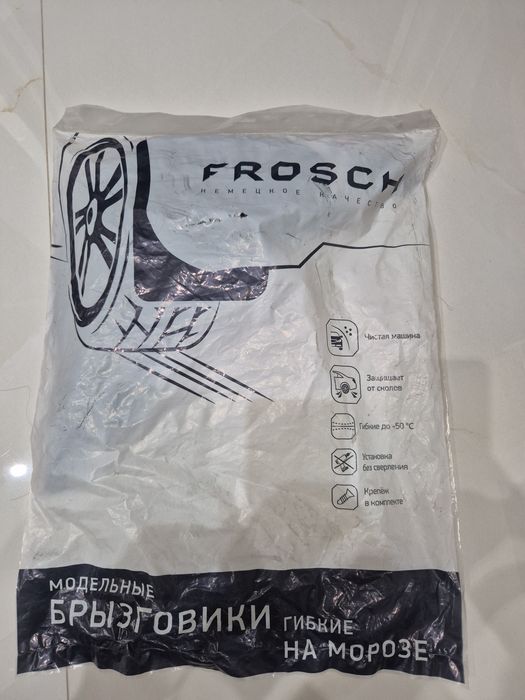 FROSCH
НЕМЕЦКОЕ КАЧЕСТВО
Чистая машина
Защищает
от сколов
Гибкие до -50 °C
Установка
без сверления
Крепёж
в комплекте
МОДЕЛЬНЫЕ
БРЫЗГОВИКИ ГИБКИЕ
НА МОРОЗЕ